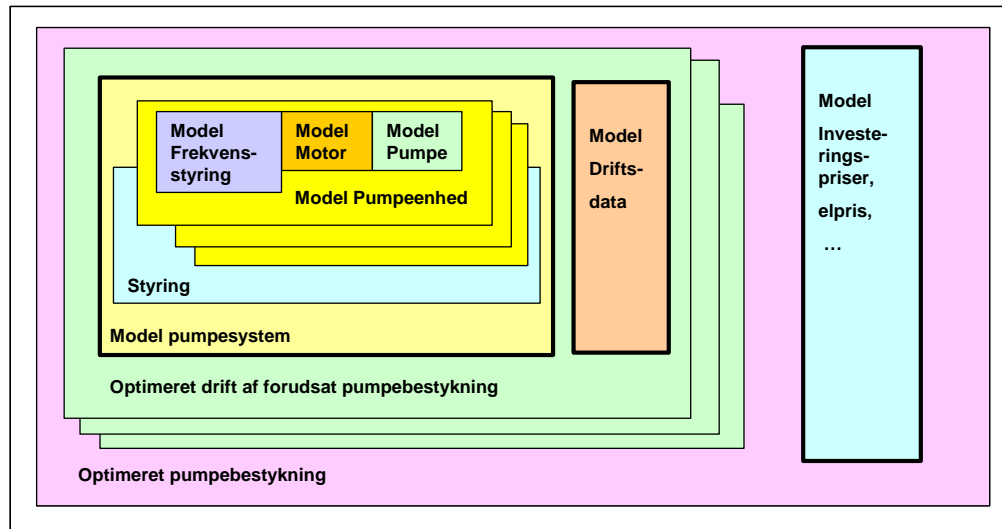 Model
Frekvens-
styring
Model
Motor
Model
Pumpe
Model Pumpeenhed
Styring
Model pumpesystem
Model
Drifts-
data
Optimeret drift af forudsat pumpebestykning
Optimeret pumpebestykning
Model
Investe-
rings-
priser,
elpris,
...